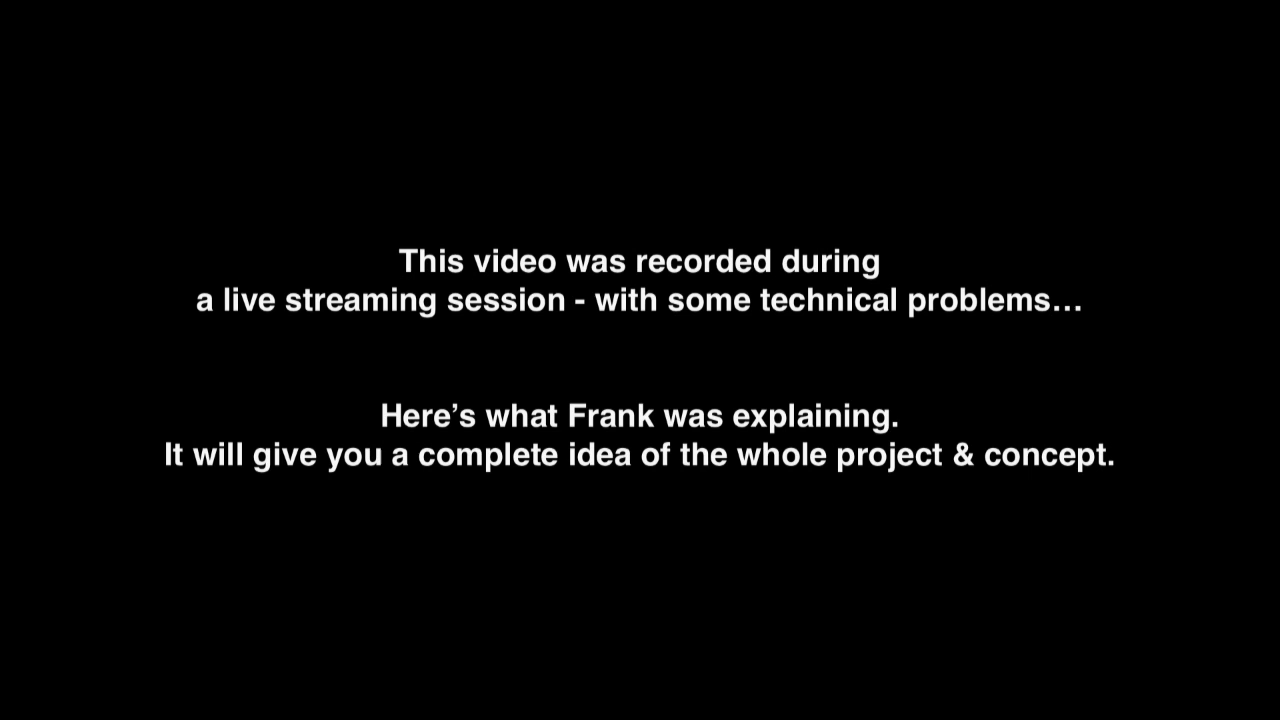 This video was recorded during
a live streaming session - with some technical problems…
Here’s what Frank was explaining.
It will give you a complete idea of the whole project & concept.